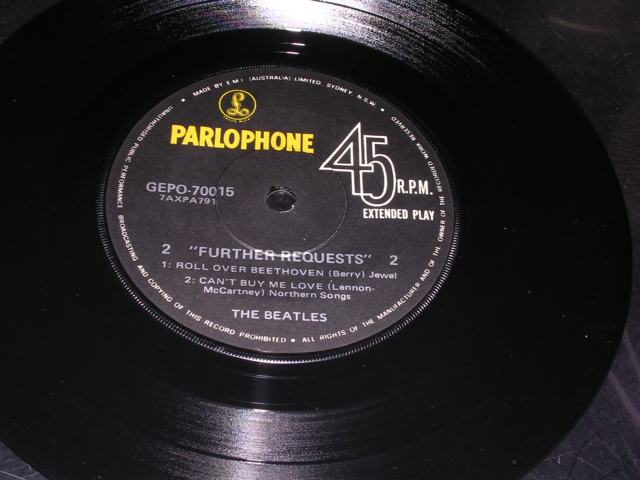 MADE BY E.M.I. (AUSTRALIA) LIMITED. SYDNEY, N.S.W. •
UNAUTHORISED PUBLIC PERFORMANCE BROADCASTING AND COPYING OF THIS RECORD PROHIBITED • ALL RIGHTS OF THE MANUFACTURER AND OF THE OWNER OF THE RECORDED WORK RESERVED
£
PARLOPHONE
45
R.P.M.
EXTENDED PLAY
GEPO-70015
7AXPA791
2 "FURTHER REQUESTS" 2
1: ROLL OVER BEETHOVEN (Berry) Jewel
2: CAN'T BUY ME LOVE (Lennon-
McCartney) Northern Songs
THE BEATLES